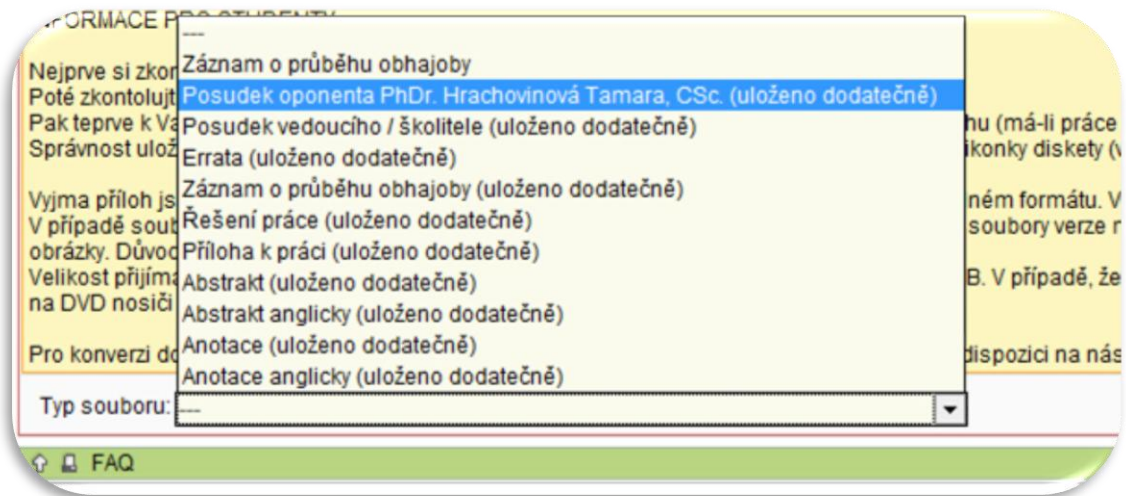 INFORMACE P
---
Záznam o průběhu obhajoby
Nejprve si zkon
Posudek oponenta PhDr. Hrachovinová Tamara, CSc. (uloženo dodatečně)
Poté zkontolujt
Posudek vedoucího / školitele (uloženo dodatečně)
Pak teprve k Va
hu (má-li práce
Errata (uloženo dodatečně)
Správnost ulož
ikonky diskety (v
Záznam o průběhu obhajoby (uloženo dodatečně)
Vyjma příloh js
ném formátu. V
Řešení práce (uloženo dodatečně)
V případě soub
soubory verze
Příloha k práci (uloženo dodatečně)
obrázky. Důvod
Abstrakt (uloženo dodatečně)
Velikost přijíma
B. V případě, že
Abstrakt anglicky (uloženo dodatečně)
na DVD nosiči
Anotace (uloženo dodatečně)
Pro konverzi do
dispozici na nás
Anotace anglicky (uloženo dodatečně)
Typ souboru: ---
FAQ